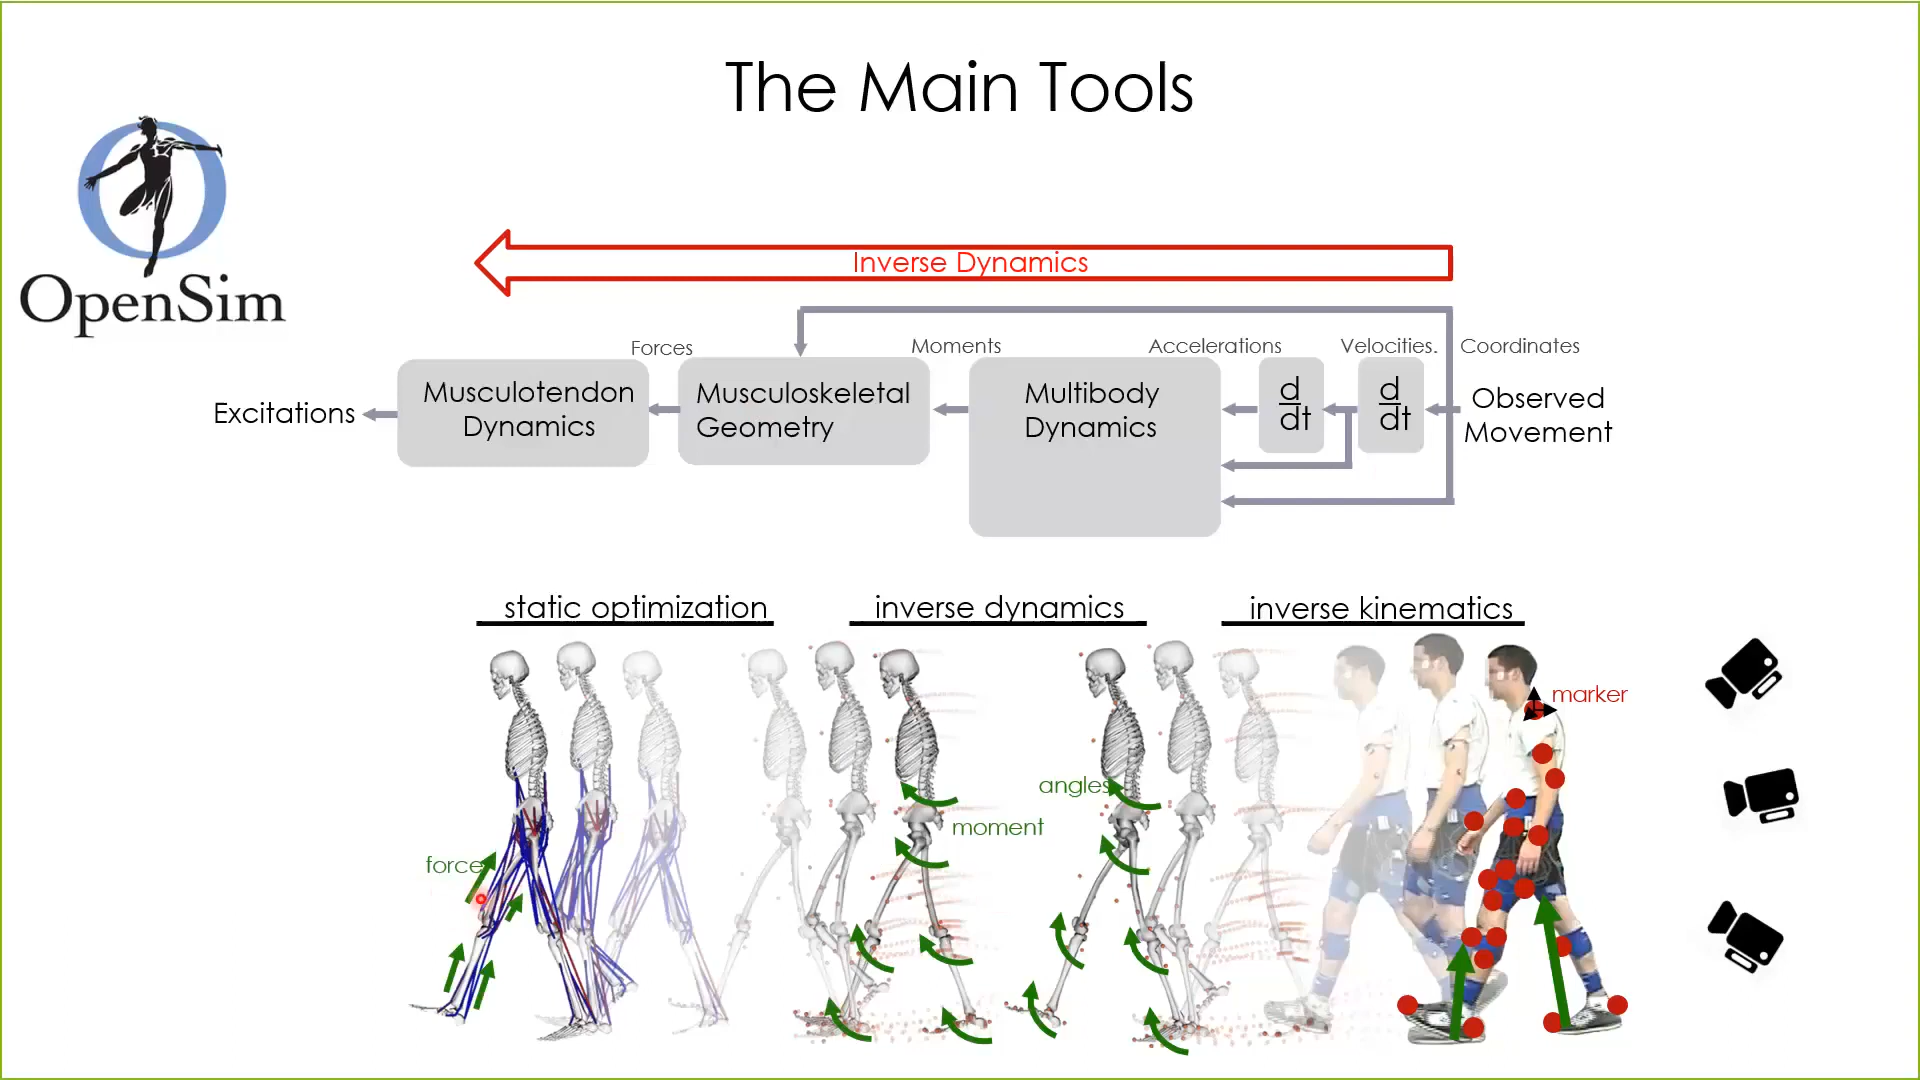 The Main Tools
OpenSim
Inverse Dynamics
Forces
Moments
Accelerations
Velocities.
Coordinates
Excitations
Musculotendon
Dynamics
Musculoskeletal
Geometry
Multibody
Dynamics
d
dt
d
dt
Observed
Movement
static optimization
inverse dynamics
inverse kinematics
marker
angles
moment
force